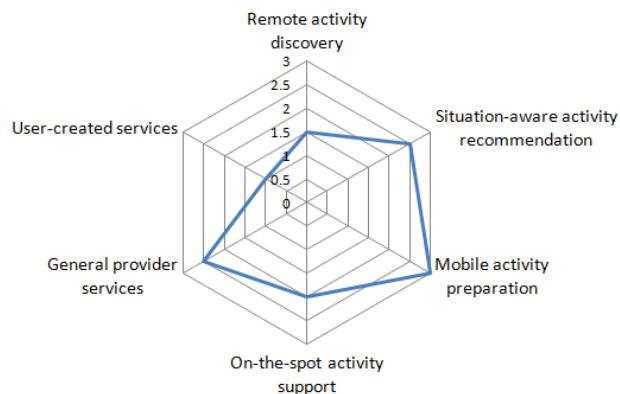 Remote activity
discovery
3
2.5
2
1.5
1
0.5
0
Situation-aware activity
recommendation
Mobile activity
preparation
On-the-spot activity
support
General provider
services
User-created services